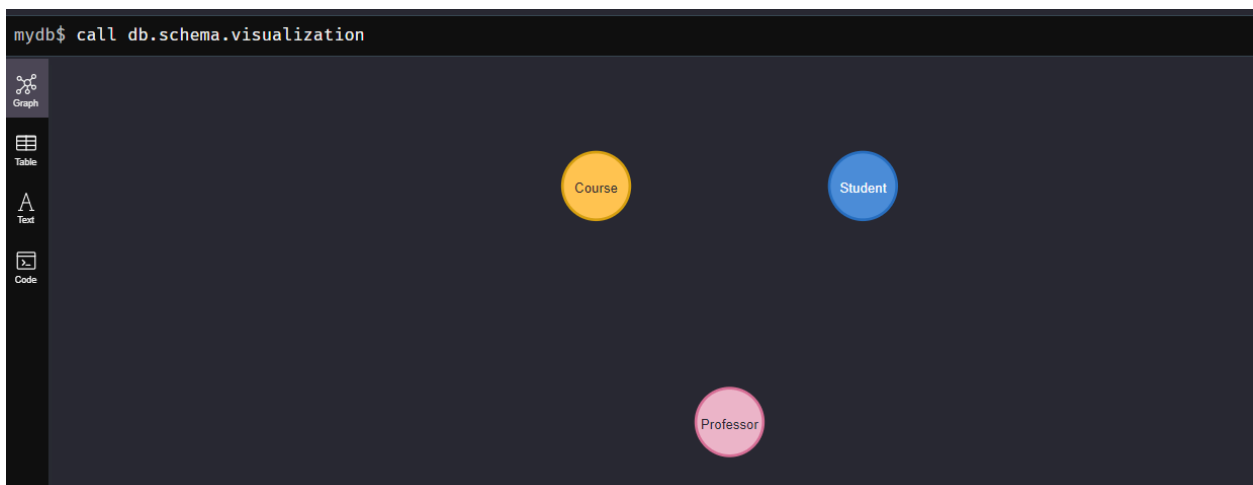 mydb$ call db.schema.visualization
Graph
Table
Text
Code
Course
Student
Professor